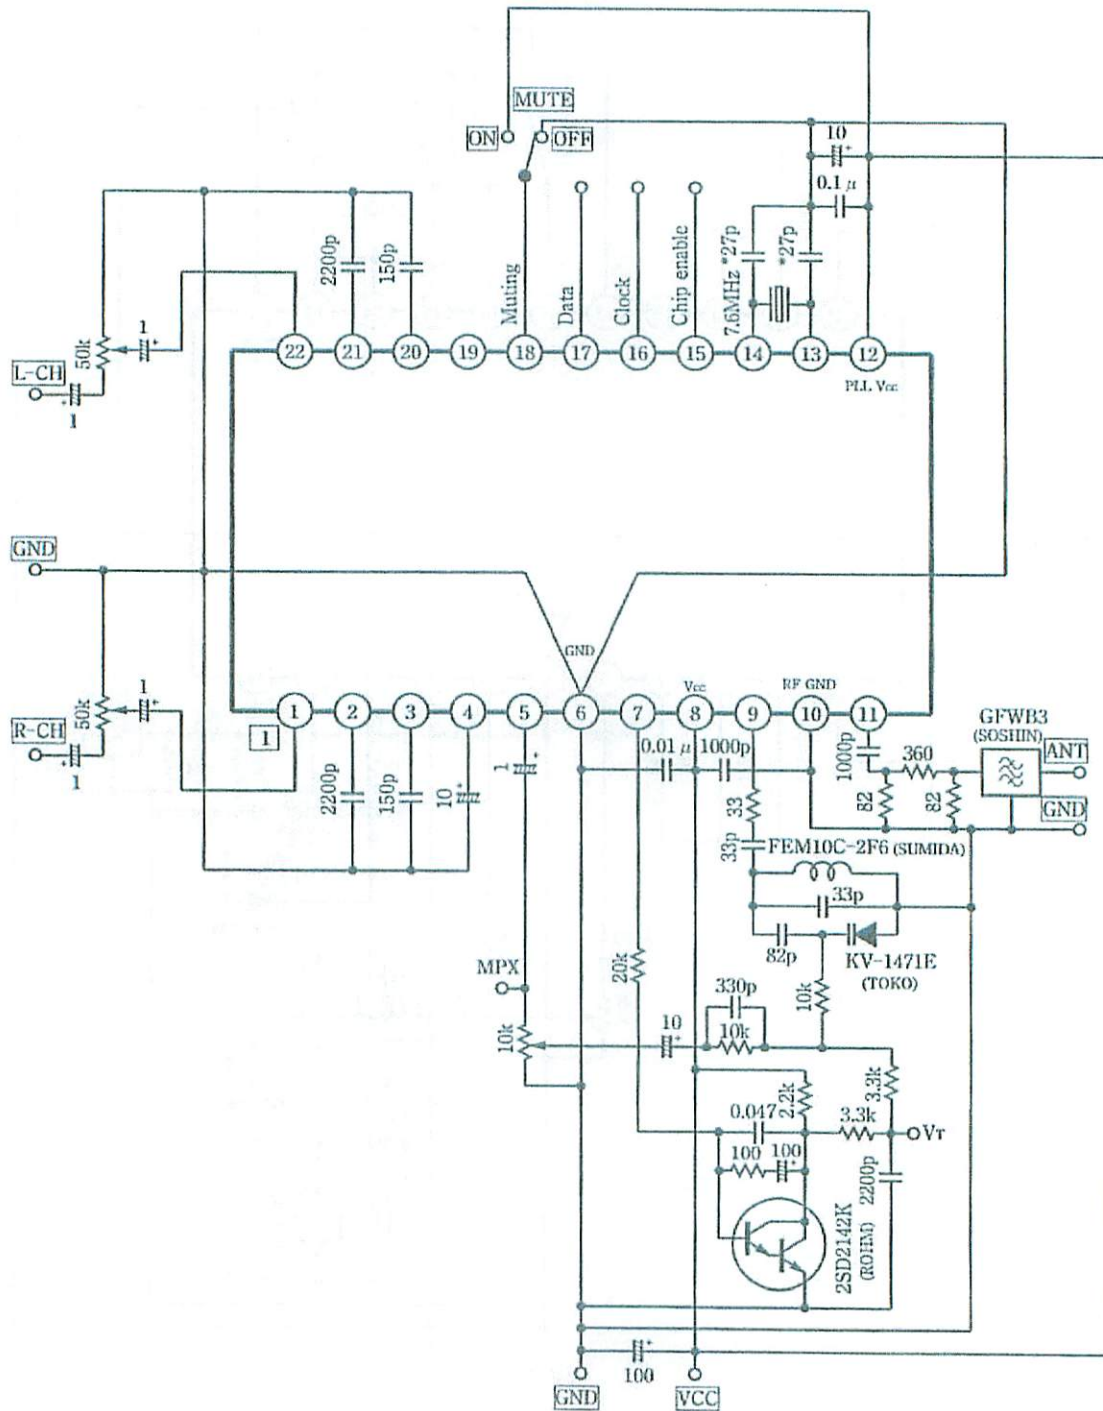 MUTE
ON
OFF
10
+
0.1μ
2200p
150p
Muting
Data
Clock
Chip enable
7.6MHz
*27p
*27p
1
+
50k
L-CH
+
1
22
21
20
19
18
17
16
15
14
13
12
PLL Vcc
GND
GND
Vcc
RF GND
1
2
3
4
5
6
7
8
9
10
11
1
1
+
50k
R-CH
+
1
2200p
150p
10
+
1
+
0.01μ
1000p
33
33p
1000p
360
82
82
GFWB3
(SOSHIN)
ANT
GND
FEM10C-2F6 (SUMIDA)
33p
82p
KV-1471E
(TOKO)
10k
MPX
10k
20k
330p
10
+
10k
2.2k
3.3k
0.047
3.3k
VT
100
100
+
2200p
2SD2142K
(ROHM)
+
100
GND
VCC